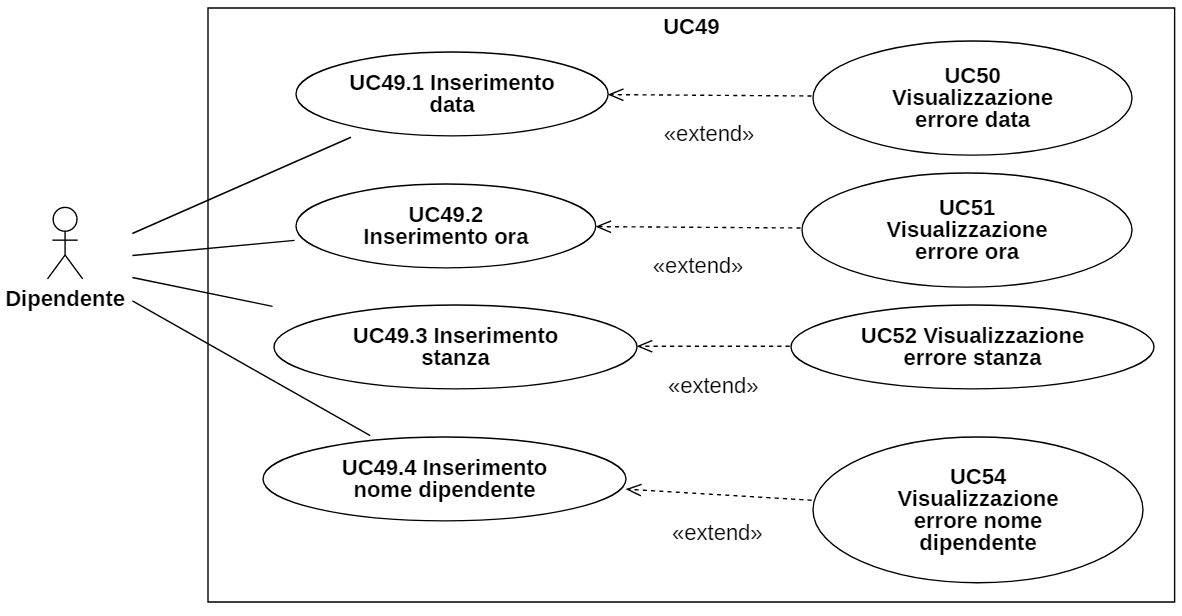 UC49
UC49.1 Inserimento
data
«extend»
UC50
Visualizzazione
errore data
UC49.2
Inserimento ora
«extend»
UC51
Visualizzazione
errore ora
Dipendente
UC49.3 Inserimento
stanza
«extend»
UC52 Visualizzazione
errore stanza
UC49.4 Inserimento
nome dipendente
«extend»
UC54
Visualizzazione
errore nome
dipendente